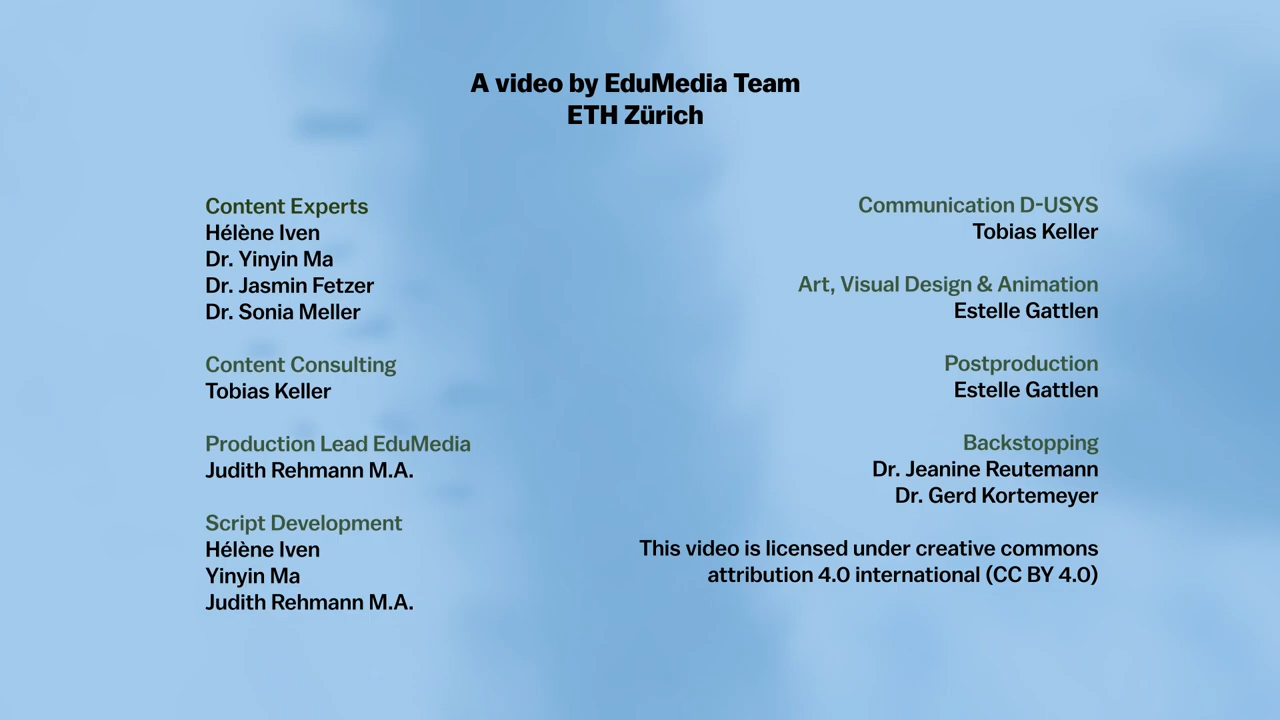 A video by EduMedia Team
ETH Zürich
Content Experts
Hélène Iven
Dr. Yinyin Ma
Dr. Jasmin Fetzer
Dr. Sonia Meller
Content Consulting
Tobias Keller
Production Lead EduMedia
Judith Rehmann M.A.
Script Development
Hélène Iven
Yinyin Ma
Judith Rehmann M.A.
Communication D-USYS
Tobias Keller
Art, Visual Design & Animation
Estelle Gattlen
Postproduction
Estelle Gattlen
Backstopping
Dr. Jeanine Reutemann
Dr. Gerd Kortemeyer
This video is licensed under creative commons
attribution 4.0 international (CC BY 4.0)